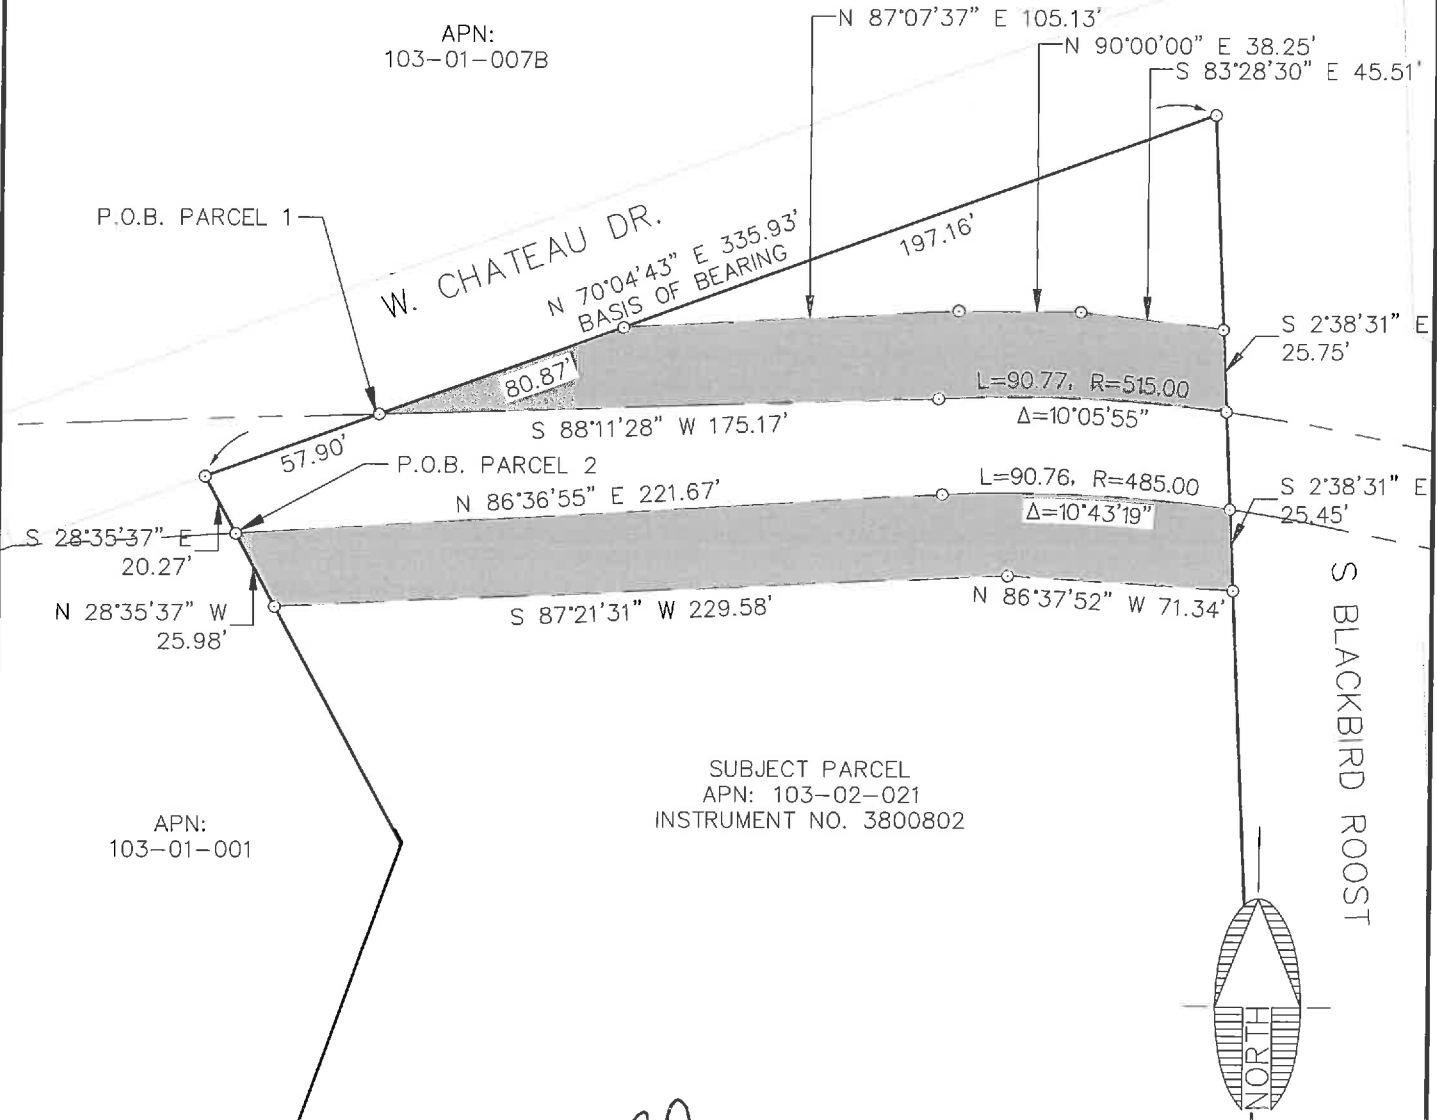 N 87°07'37" E 105.13'
N 90°00'00" E 38.25'
S 83°28'30" E 45.51'
APN:
103-01-007B
P.O.B. PARCEL 1
W. CHATEAU DR.
N 70°04'43" E 335.93'
BASIS OF BEARING
197.16'
S 2°38'31" E
25.75'
80.87'
L=90.77, R=515.00
Δ=10°05'55"
S 88°11'28" W 175.17'
57.90'
P.O.B. PARCEL 2
N 86°36'55" E 221.67'
L=90.76, R=485.00
Δ=10°43'19"
S 2°38'31" E
25.45'
S 28°35'37" E
20.27'
N 28°35'37" W
25.98'
S 87°21'31" W 229.58'
N 86°37'52" W 71.34'
S BLACKBIRD ROOST
SUBJECT PARCEL
APN: 103-02-021
INSTRUMENT NO. 3800802
APN:
103-01-001
NORTH